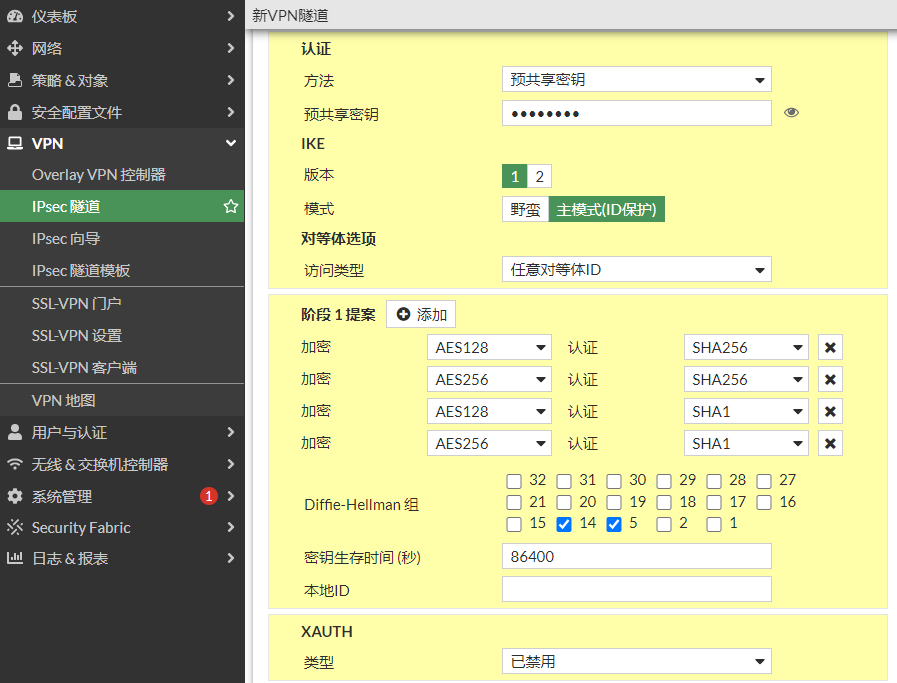 仪表板
网络
策略 & 对象
安全配置文件
VPN
Overlay VPN 控制器
IPsec 隧道
IPsec 向导
IPsec 隧道模板
SSL-VPN 门户
SSL-VPN 设置
SSL-VPN 客户端
VPN 地图
用户与认证
无线 & 交换机控制器
系统管理 1
Security Fabric
日志 & 报表
新VPN隧道
认证
方法 预共享密钥
预共享密钥 ••••••••
IKE
版本 1 2
模式 野蛮 主模式(ID保护)
对等体选项
访问类型 任意对等体ID
阶段 1 提案 添加
加密 AES128 认证 SHA256
加密 AES256 认证 SHA256
加密 AES128 认证 SHA1
加密 AES256 认证 SHA1
32 31 30 29 28 27
Diffie-Hellman 组 21 20 19 18 17 16
15 14 5 2 1
密钥生存时间 (秒) 86400
本地ID
XAUTH
类型 已禁用